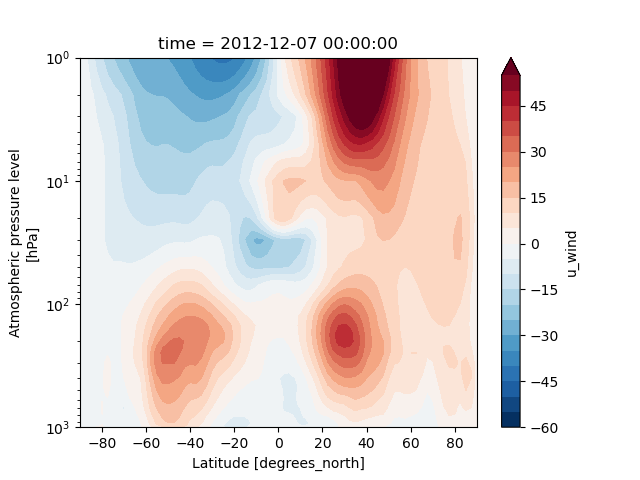 time = 2012-12-07 00:00:00
10⁰
10¹
10²
10³
Atmospheric pressure level
[hPa]
−80 −60 −40 −20 0 20 40 60 80
Latitude [degrees_north]
45
30
15
0
−15
−30
−45
−60
u_wind